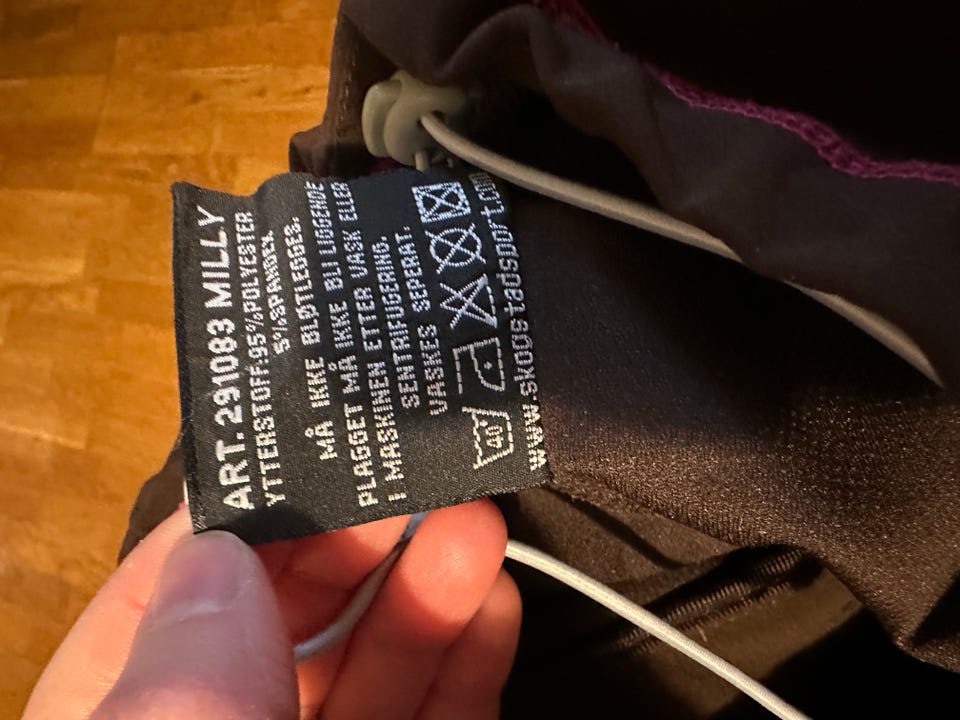 ART. 291083 MILLY
YTTERSTOFF:95%POLYESTER
5%SPANDEX.
MÅ IKKE BLØTLEGGES.
PLAGGET MÅ IKKE BLI LIGGENDE
I MASKINEN ETTER VASK ELLER
SENTRIFUGERING.
VASKES SEPERAT.
40
www.skogstadsport.com